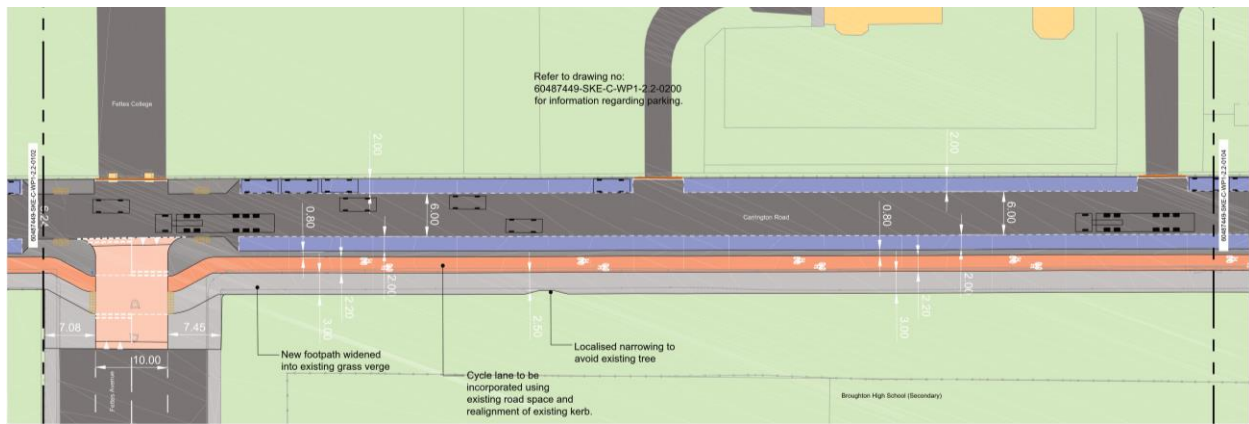 Refer to drawing no:
60487449-SKE-C-WP1-2.2-0200
for information regarding parking.
Fettes College
60487449-SKE-C-WP1-2.2-0102
60487449-SKE-C-WP1-2.2-0104
2.00
2.00
6.24
0.80
6.00
Carrington Road
0.80
6.00
2.00
2.00
2.20
3.00
2.50
2.20
3.00
7.08
7.45
10.00
Fettes Avenue
New footpath widened
into existing grass verge
Cycle lane to be
incorporated using
existing road space and
realignment of existing kerb.
Localised narrowing to
avoid existing tree
Broughton High School (Secondary)